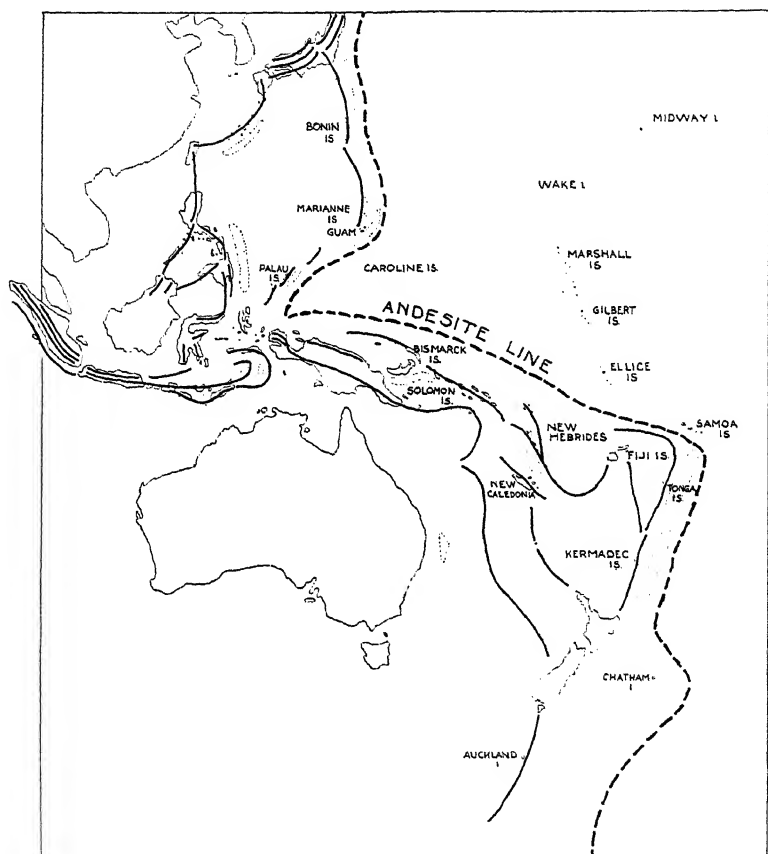 MIDWAY I.
BONIN
IS
WAKE I
MARIANNE
IS
GUAM
MARSHALL
IS.
PALAU
IS.
CAROLINE IS.
GILBERT
IS.
ANDESITE LINE
BISMARCK
IS.
ELLICE
IS
SOLOMON
IS.
SAMOA
IS
NEW
HEBRIDES
FIJI IS.
NEW
CALEDONIA
TONGA
IS.
KERMADEC
IS.
CHATHAM
I
AUCKLAND
I